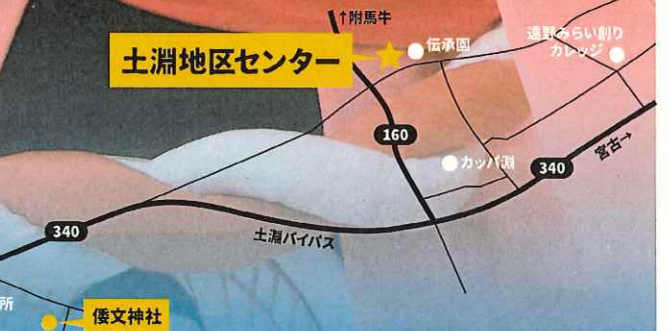 ↑附馬牛
伝承園
遠野みらい創り
カレッジ
土淵地区センター
160
カッパ淵
340
宮古→
340
土淵バイパス
所
倭文神社